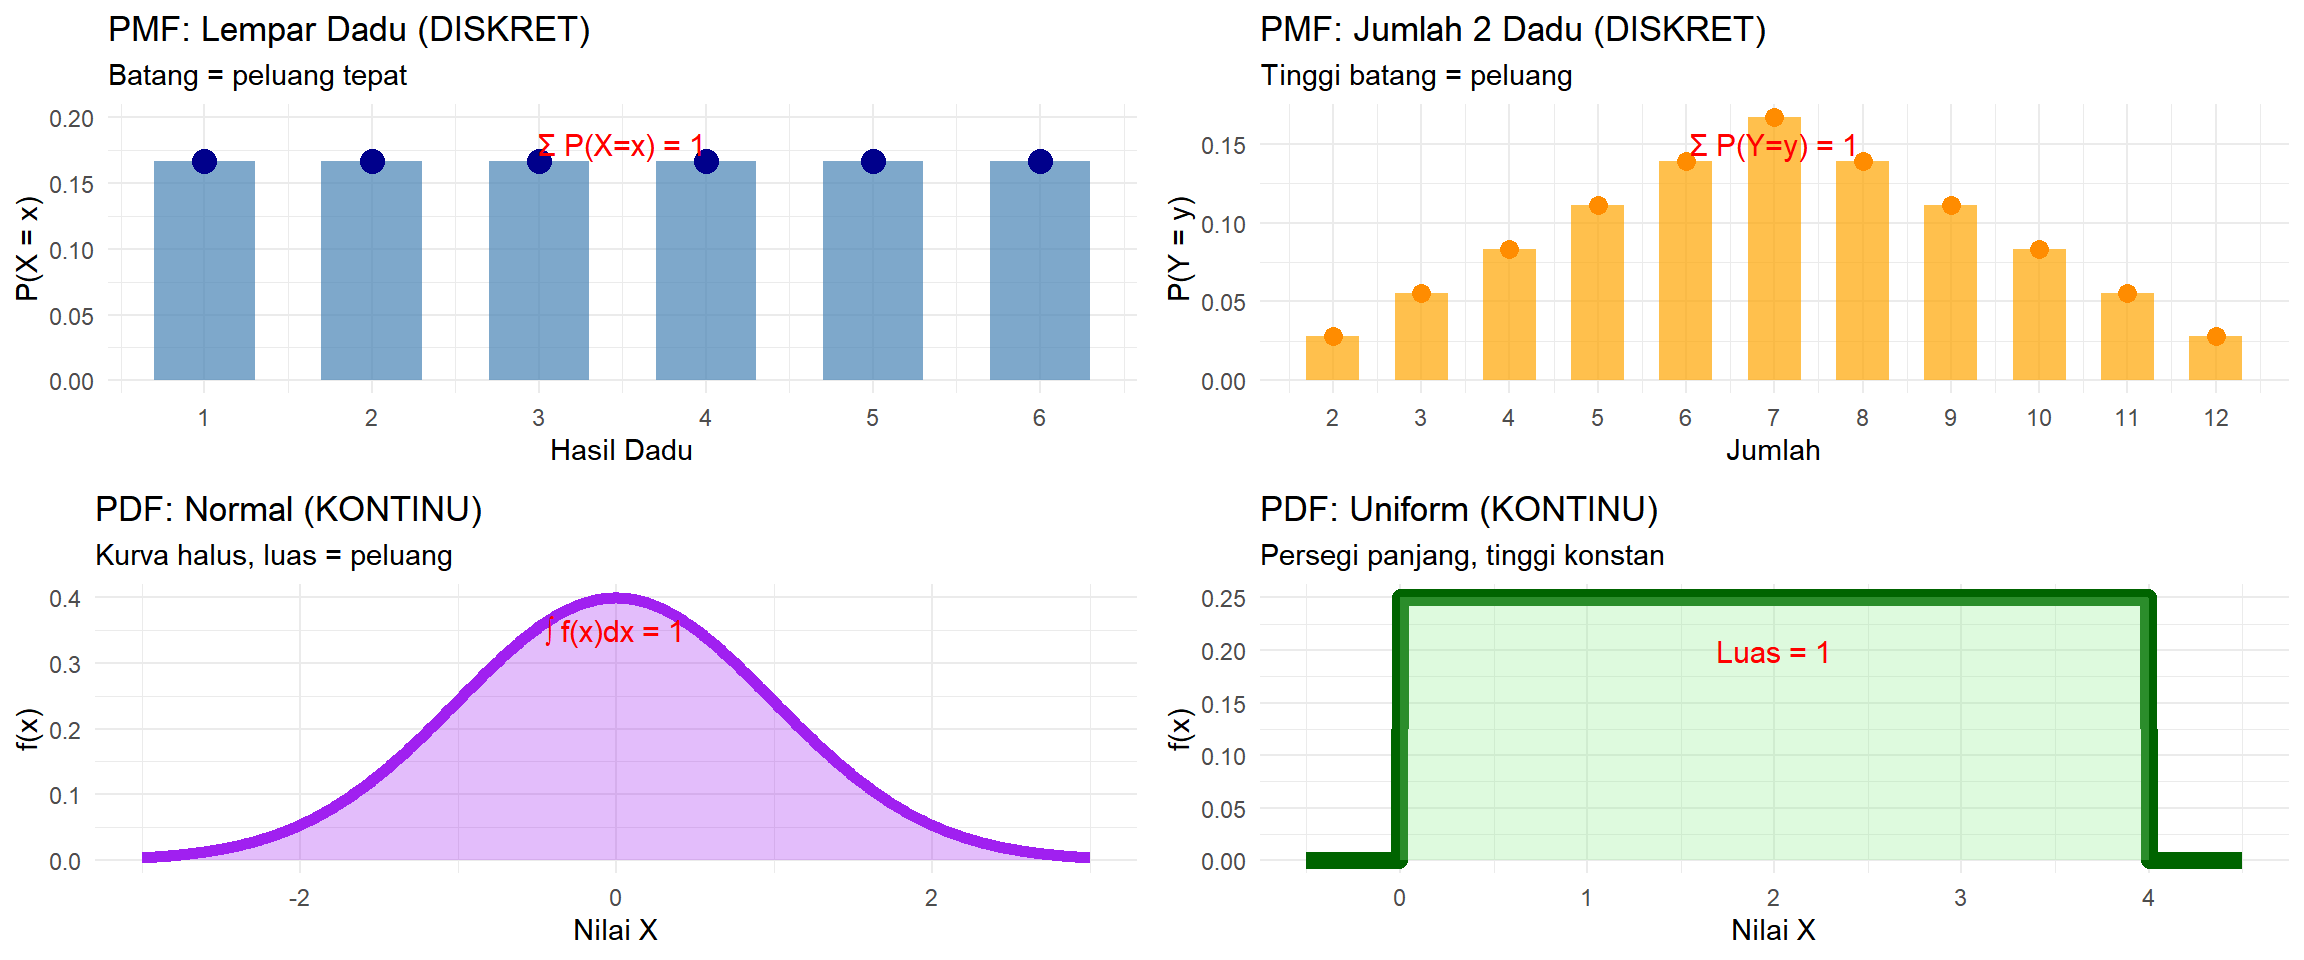 PMF: Lempar Dadu (DISKRET)
Batang = peluang tepat
P(X = x)
0.20
0.15
0.10
0.05
0.00
Σ P(X=x) = 1
1 2 3 4 5 6
Hasil Dadu
PMF: Jumlah 2 Dadu (DISKRET)
Tinggi batang = peluang
P(Y = y)
0.15
0.10
0.05
0.00
Σ P(Y=y) = 1
2 3 4 5 6 7 8 9 10 11 12
Jumlah
PDF: Normal (KONTINU)
Kurva halus, luas = peluang
f(x)
0.4
0.3
0.2
0.1
0.0
∫ f(x)dx = 1
-2 0 2
Nilai X
PDF: Uniform (KONTINU)
Persegi panjang, tinggi konstan
f(x)
0.25
0.20
0.15
0.10
0.05
0.00
Luas = 1
0 1 2 3 4
Nilai X